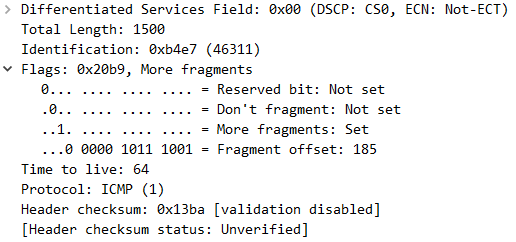 Differentiated Services Field: 0x00 (DSCP: CS0, ECN: Not-ECT)
Total Length: 1500
Identification: 0xb4e7 (46311)
Flags: 0x20b9, More fragments
0... .... .... .... = Reserved bit: Not set
.0.. .... .... .... = Don't fragment: Not set
..1. .... .... .... = More fragments: Set
...0 0000 1011 1001 = Fragment offset: 185
Time to live: 64
Protocol: ICMP (1)
Header checksum: 0x13ba [validation disabled]
[Header checksum status: Unverified]